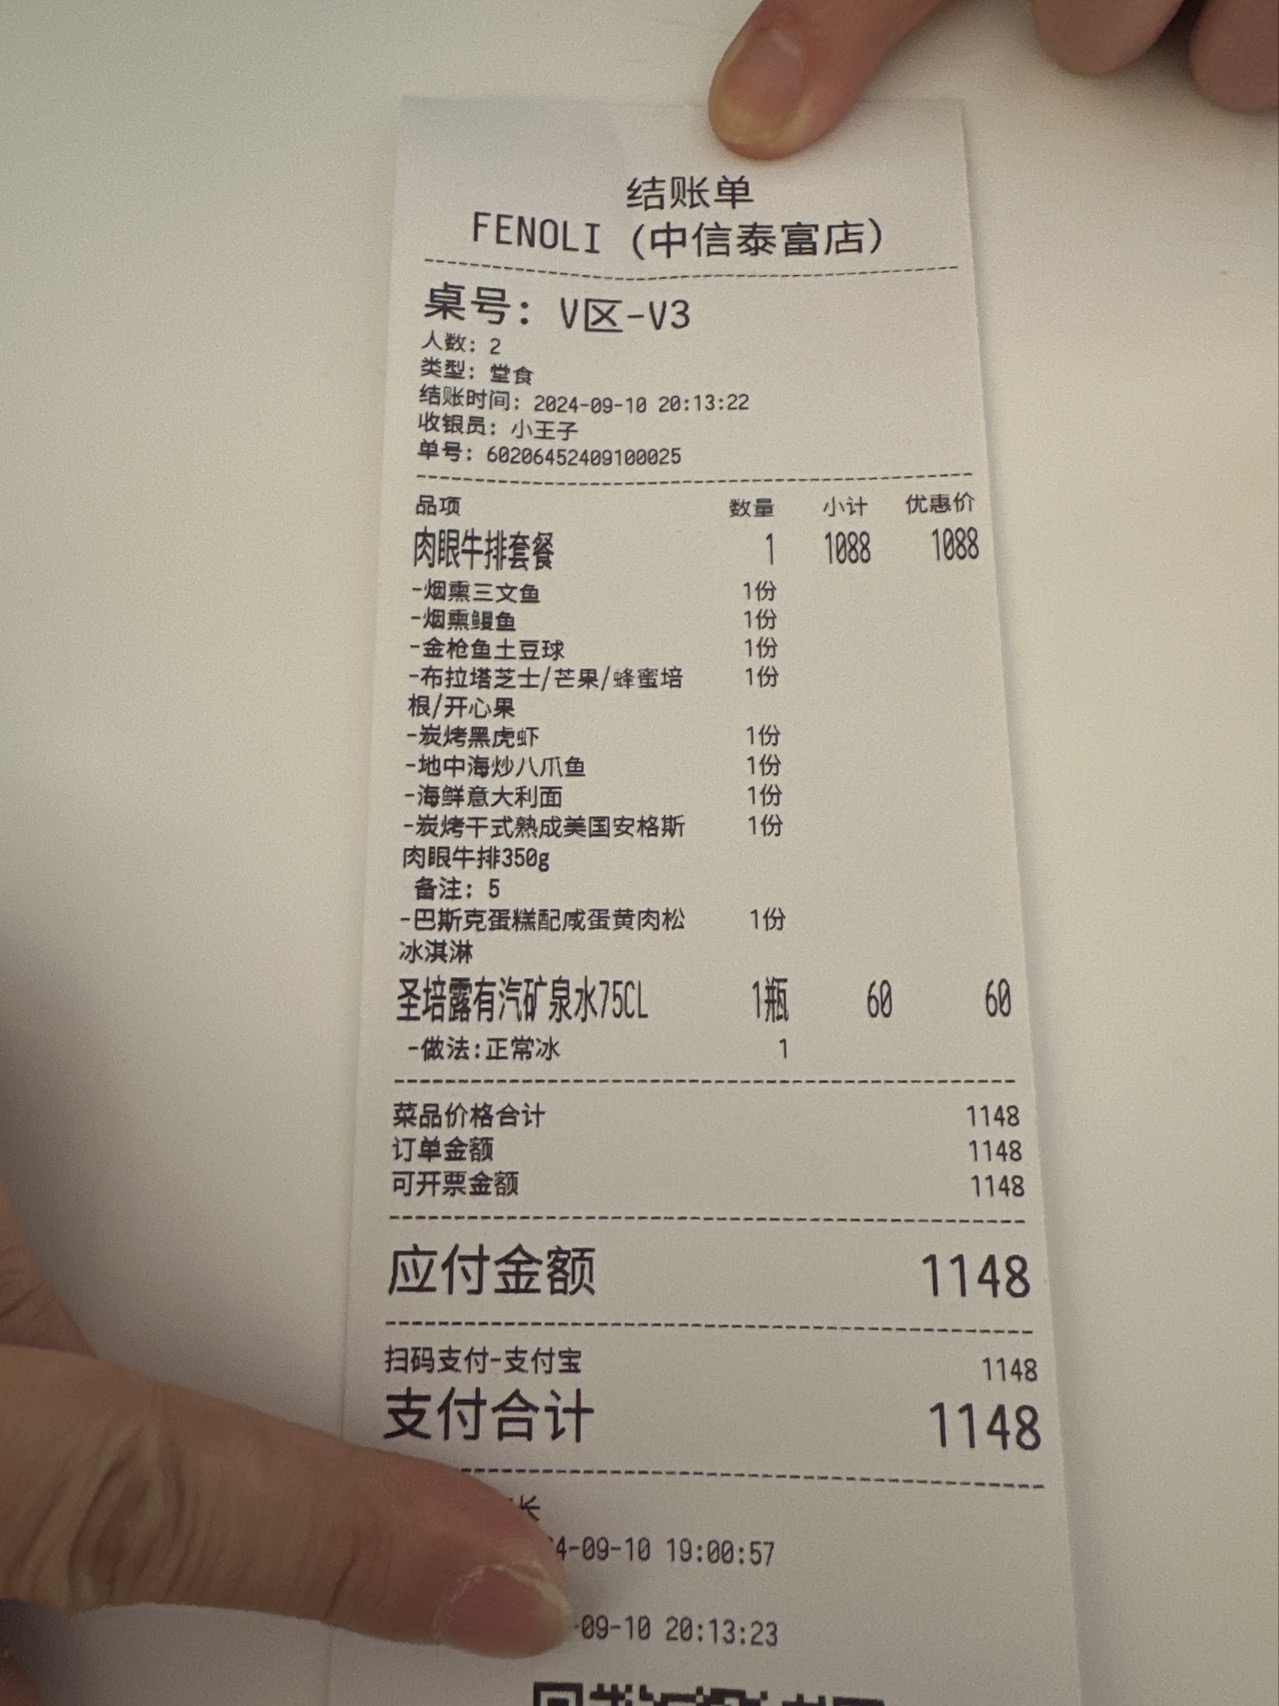 结账单
FENOLI (中信泰富店)
桌号: V区-V3
人数: 2
类型: 堂食
结账时间: 2024-09-10 20:13:22
收银员: 小王子
单号: 602064524091000​25
品项 数量 小计 优惠价
肉眼牛排套餐 1 1088 1088
-烟熏三文鱼 1份
-烟熏鳗鱼 1份
-金枪鱼土豆球 1份
-布拉塔芝士/芒果/蜂蜜培 1份
根/开心果
-炭烤黑虎虾 1份
-地中海炒八爪鱼 1份
-海鲜意大利面 1份
-炭烤干式熟成美国安格斯 1份
肉眼牛排350g
备注: 5
-巴斯克蛋糕配咸蛋黄肉松 1份
冰淇淋
圣培露有汽矿泉水75CL 1瓶 60 60
-做法:正常冰 1
菜品价格合计 1148
订单金额 1148
可开票金额 1148
应付金额 1148
扫码支付-支付宝 1148
支付合计 1148
长
4-09-10 19:00:57
-09-10 20:13:23